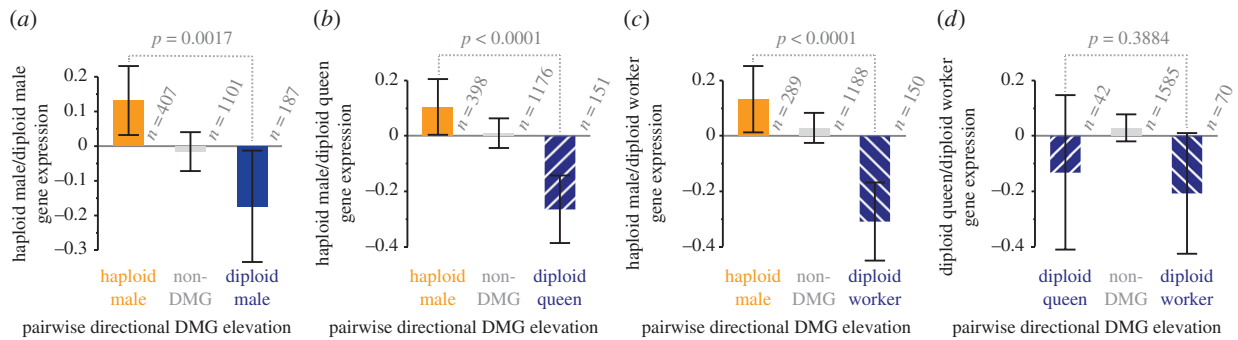 (a)
p = 0.0017
haploid male/diploid male
gene expression
0.2
0.1
0
–0.1
–0.2
–0.3
n = 407
n = 1101
n = 187
haploid male
non-DMG
diploid male
pairwise directional DMG elevation
(b)
p < 0.0001
haploid male/diploid queen
gene expression
0.2
0
–0.2
–0.4
n = 398
n = 1176
n = 151
haploid male
non-DMG
diploid queen
pairwise directional DMG elevation
(c)
p < 0.0001
haploid male/diploid worker
gene expression
0.2
0
–0.2
–0.4
n = 289
n = 1188
n = 150
haploid male
non-DMG
diploid worker
pairwise directional DMG elevation
(d)
p = 0.3884
diploid queen/diploid worker
gene expression
0.2
0
–0.2
–0.4
n = 42
n = 1585
n = 70
diploid queen
non-DMG
diploid worker
pairwise directional DMG elevation